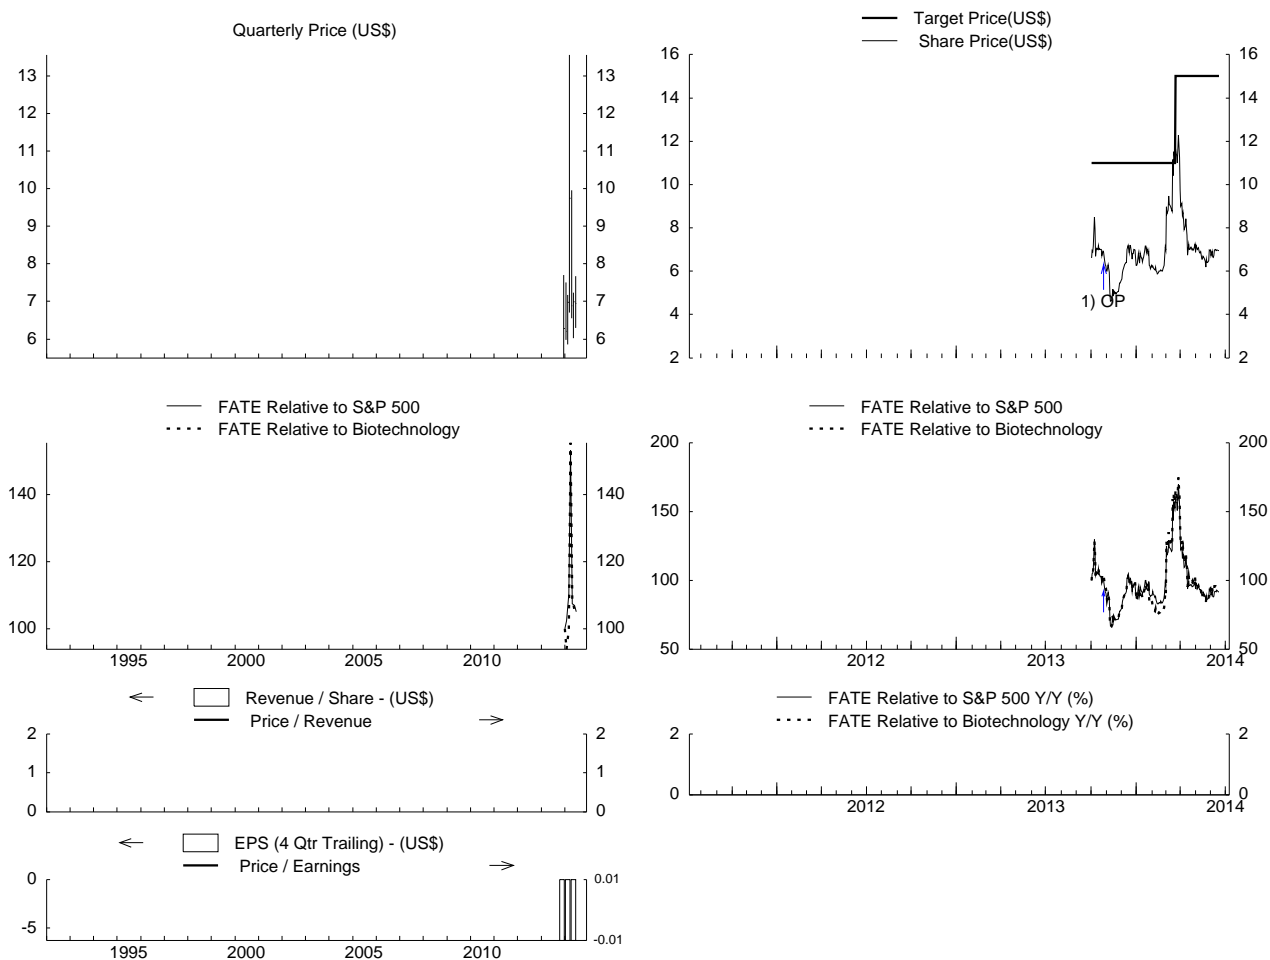 Quarterly Price (US$)
13 13
12 12
11 11
10 10
9 9
8 8
7 7
6 6
Target Price(US$)
Share Price(US$)
16 16
14 14
12 12
10 10
8 8
6 6
1) OP
4 4
2 2
FATE Relative to S&P 500
FATE Relative to Biotechnology
140 140
120 120
100 100
1995 2000 2005 2010
FATE Relative to S&P 500
FATE Relative to Biotechnology
200 200
150 150
100 100
50 50
2012 2013 2014
Revenue / Share - (US$)
Price / Revenue
2 2
1 1
0 0
FATE Relative to S&P 500 Y/Y (%)
FATE Relative to Biotechnology Y/Y (%)
2 2
0 0
2012 2013 2014
EPS (4 Qtr Trailing) - (US$)
Price / Earnings
0 0.01
-5
-0.01
1995 2000 2005 2010